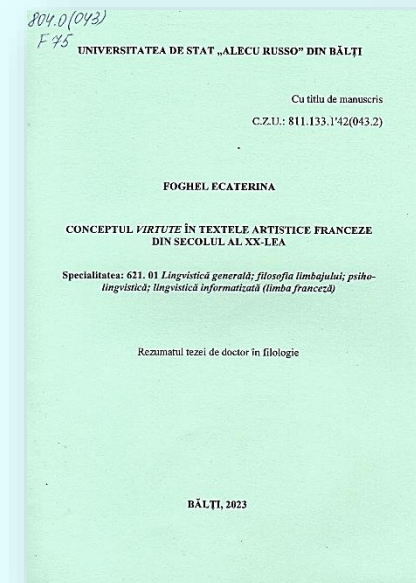 804.0(043)
F 75
UNIVERSITATEA DE STAT „ALECU RUSSO” DIN BĂLȚI
Cu titlu de manuscris
C.Z.U.: 811.133.1'42(043.2)
FOGHEL ECATERINA
CONCEPTUL VIRTUTE ÎN TEXTELE ARTISTICE FRANCEZE
DIN SECOLUL AL XX-LEA
Specialitatea: 621. 01 Lingvistică generală; filosofia limbajului; psiho-
lingvistică; lingvistică informatizată (limba franceză)
Rezumatul tezei de doctor în filologie
BĂLȚI, 2023